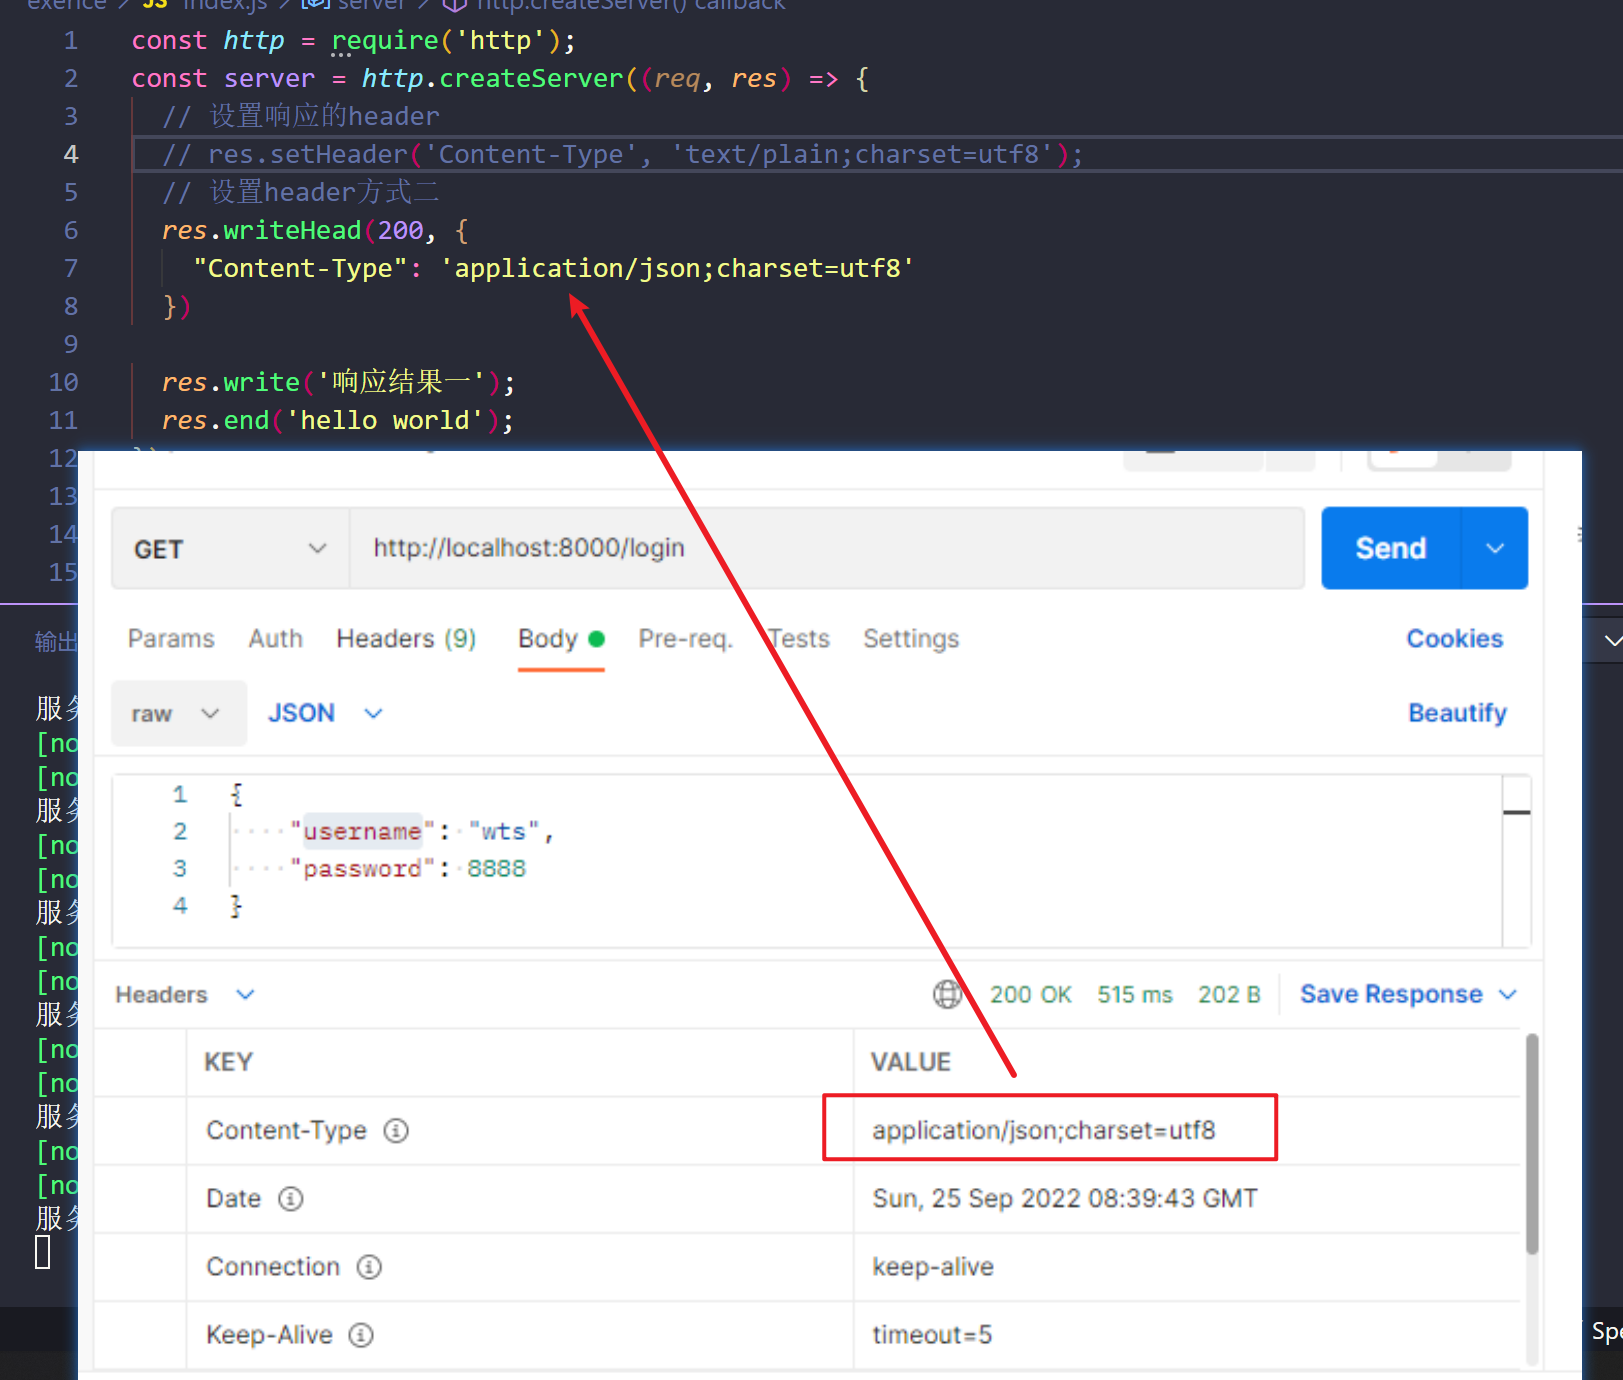 exerice > JS index.js > server > http.createServer() callback
1 const http = require('http');
2 const server = http.createServer((req, res) => {
3 // 设置响应的header
4 // res.setHeader('Content-Type', 'text/plain;charset=utf8');
5 // 设置header方式二
6 res.writeHead(200, {
7 "Content-Type": 'application/json;charset=utf8'
8 })
9
10 res.write('响应结果一');
11 res.end('hello world');
12
13
14
15
GET http://localhost:8000/login Send
Params Auth Headers (9) Body Pre-req. Tests Settings Cookies
raw JSON Beautify
1 {
2 "username": "wts",
3 "password": 8888
4 }
Headers 200 OK 515 ms 202 B Save Response
KEY VALUE
Content-Type application/json;charset=utf8
Date Sun, 25 Sep 2022 08:39:43 GMT
Connection keep-alive
Keep-Alive timeout=5
输出
服
[no
[no
服
[no
[no
服
[no
[no
服
[no
[no
服
[no
[no
服
Spe